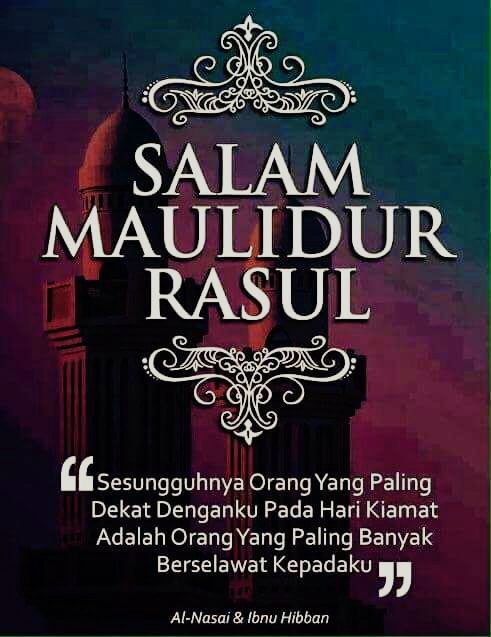 SALAM
MAULIDUR
RASUL
“Sesungguhnya Orang Yang Paling
Dekat Denganku Pada Hari Kiamat
Adalah Orang Yang Paling Banyak
Berselawat Kepadaku”
Al-Nasai & Ibnu Hibban